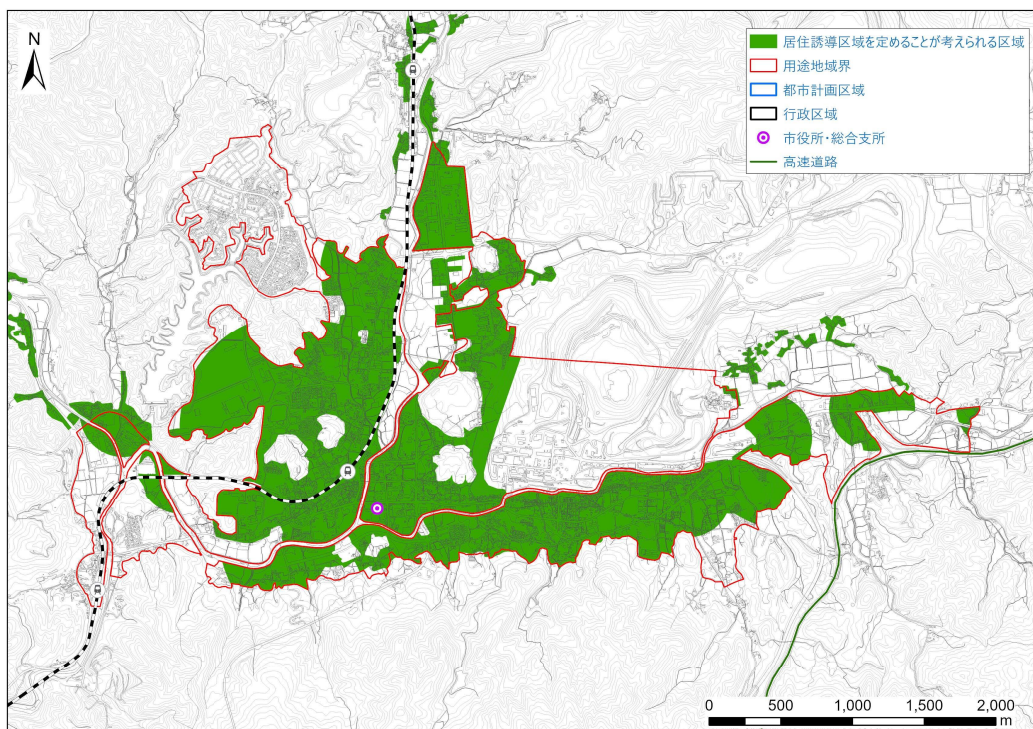 N
居住誘導区域を定めることが考えられる区域
用途地域界
都市計画区域
行政区域
市役所・総合支所
高速道路
0 500 1,000 1,500 2,000
m